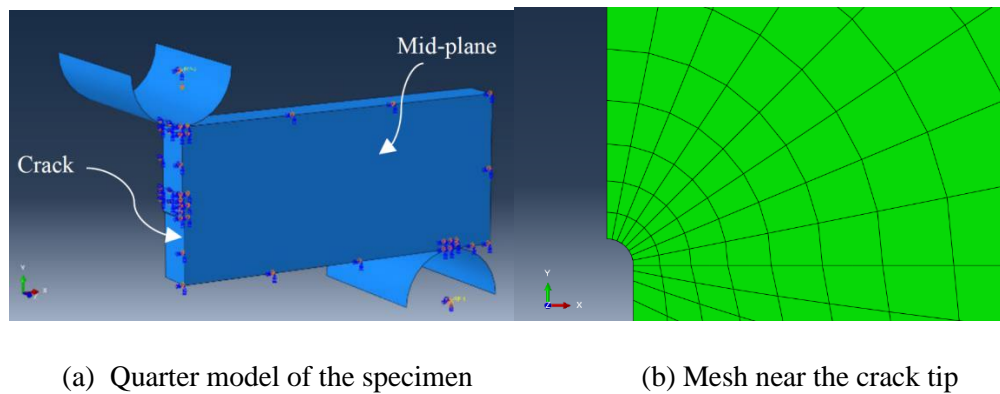 Mid-plane
Crack
Y
X
Y
Z
X
(a) Quarter model of the specimen
(b) Mesh near the crack tip